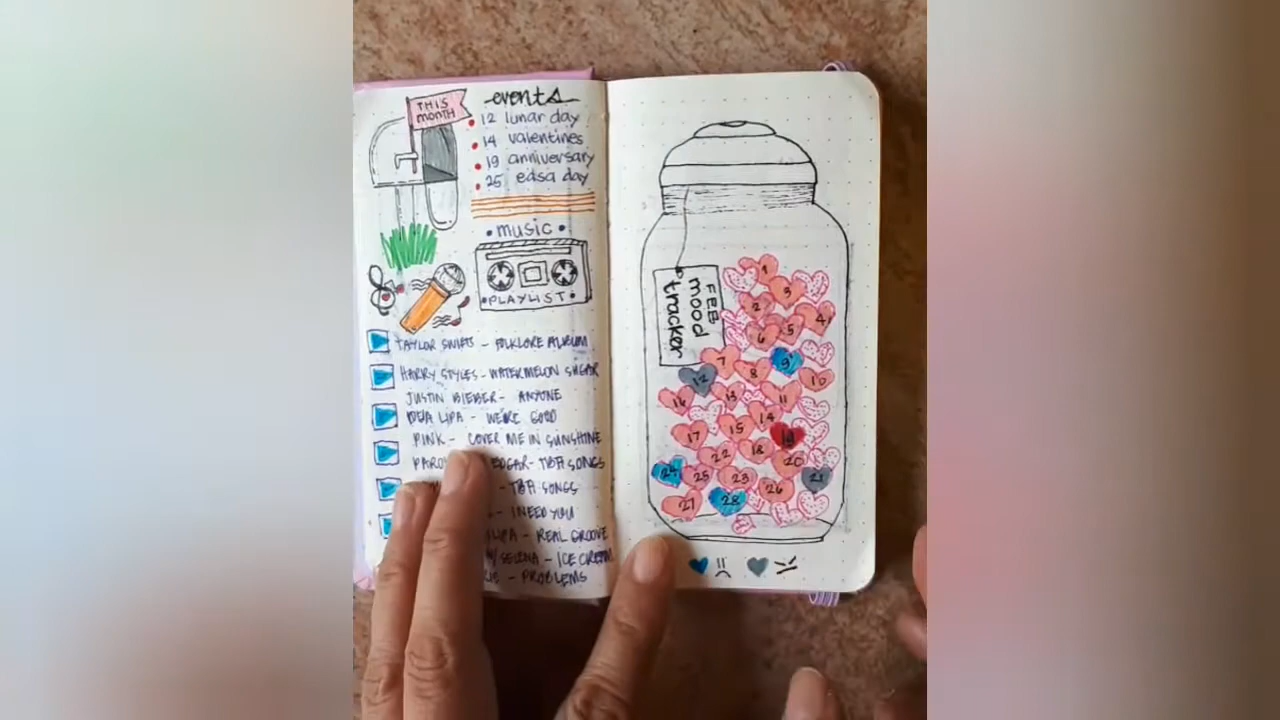 THIS
MONTH
events
12 lunar day
14 valentines
19 anniversary
25 edsa day
music
PLAYLIST
TAYLOR SWIFTS - FOLKLORE ALBUM
HARRY STYLES - WATERMELON SUGAR
JUSTIN BIEBER - ANYONE
DUA LIPA - WE'RE GOOD
PINK - COVER ME IN SUNSHINE
EDGAR - TBA SONGS
- TBA SONGS
- I NEED YOU
LIPA - REAL GROOVE
W/ SELENA - ICE CREAM
- PROBLEMS
FEB
mood
tracker
1
3
2
4
5
6
7
9
8
10
12
13
11
16
14
15
17
19
18
22
20
24
25
23
21
26
27
28